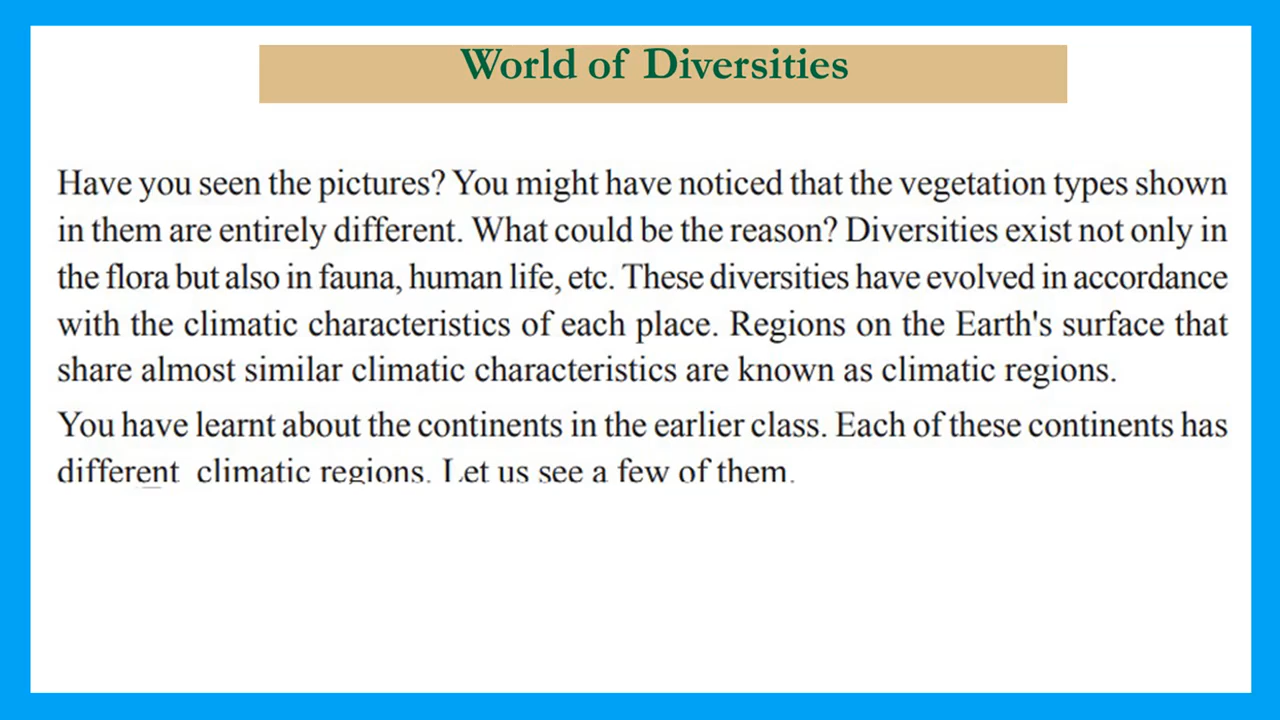 World of Diversities
Have you seen the pictures? You might have noticed that the vegetation types shown
in them are entirely different. What could be the reason? Diversities exist not only in
the flora but also in fauna, human life, etc. These diversities have evolved in accordance
with the climatic characteristics of each place. Regions on the Earth's surface that
share almost similar climatic characteristics are known as climatic regions.
You have learnt about the continents in the earlier class. Each of these continents has
different climatic regions. Let us see a few of them.